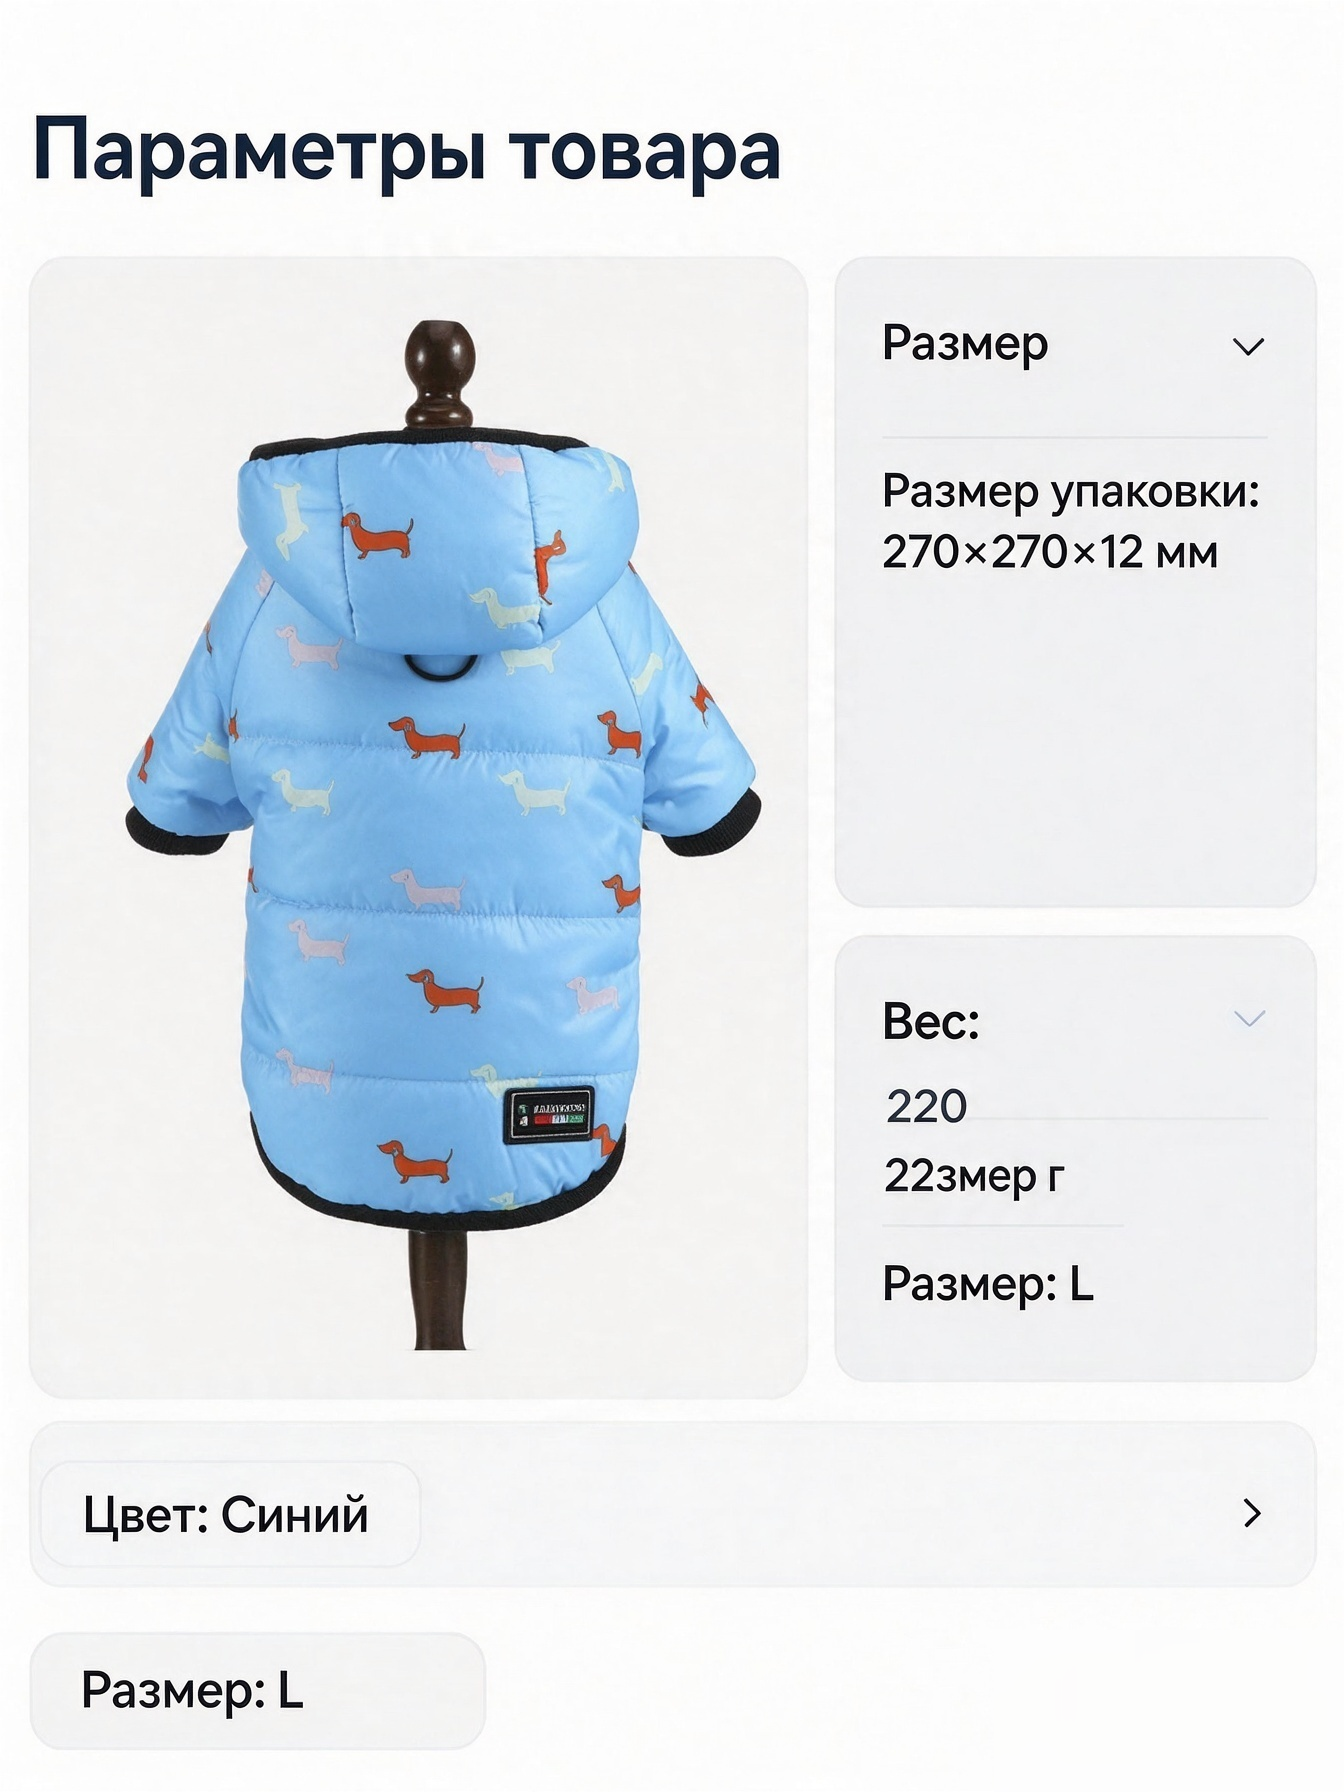 Параметры товара
Размер
Размер упаковки:
270×270×12 мм
Вес:
220
22змер г
Размер: L
Цвет: Синий
Размер: L